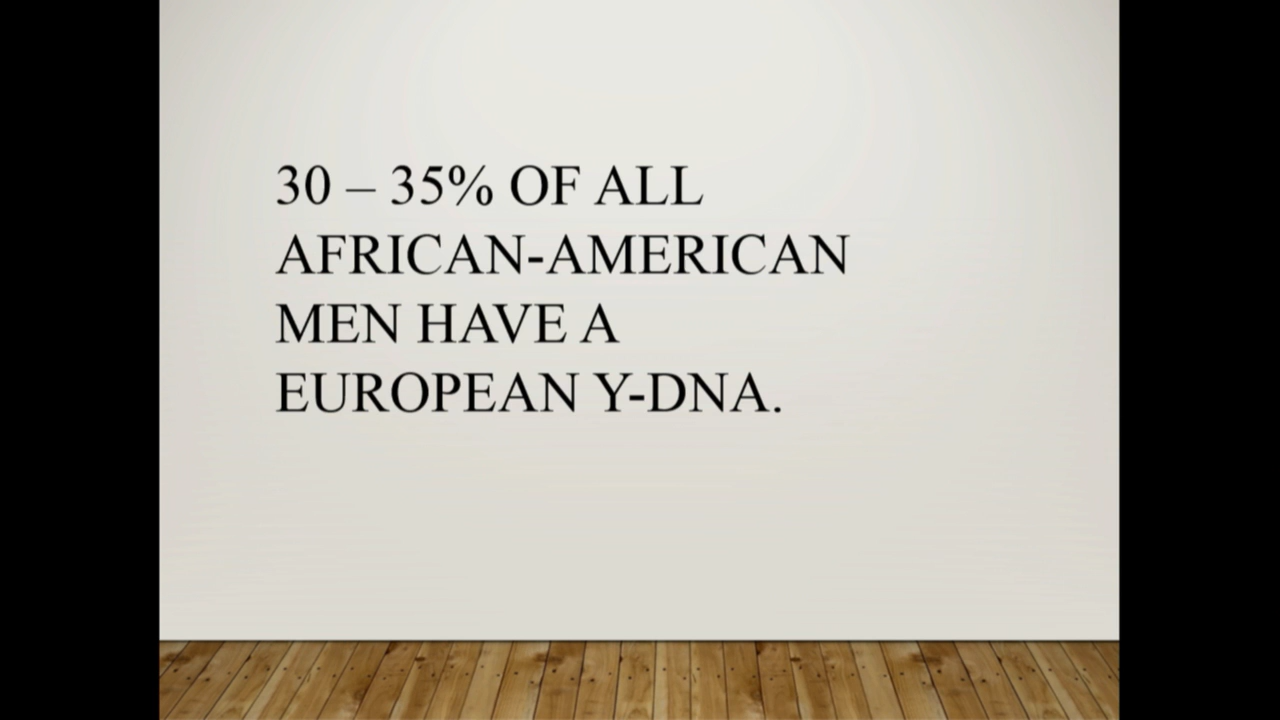 30 – 35% OF ALL
AFRICAN-AMERICAN
MEN HAVE A
EUROPEAN Y-DNA.